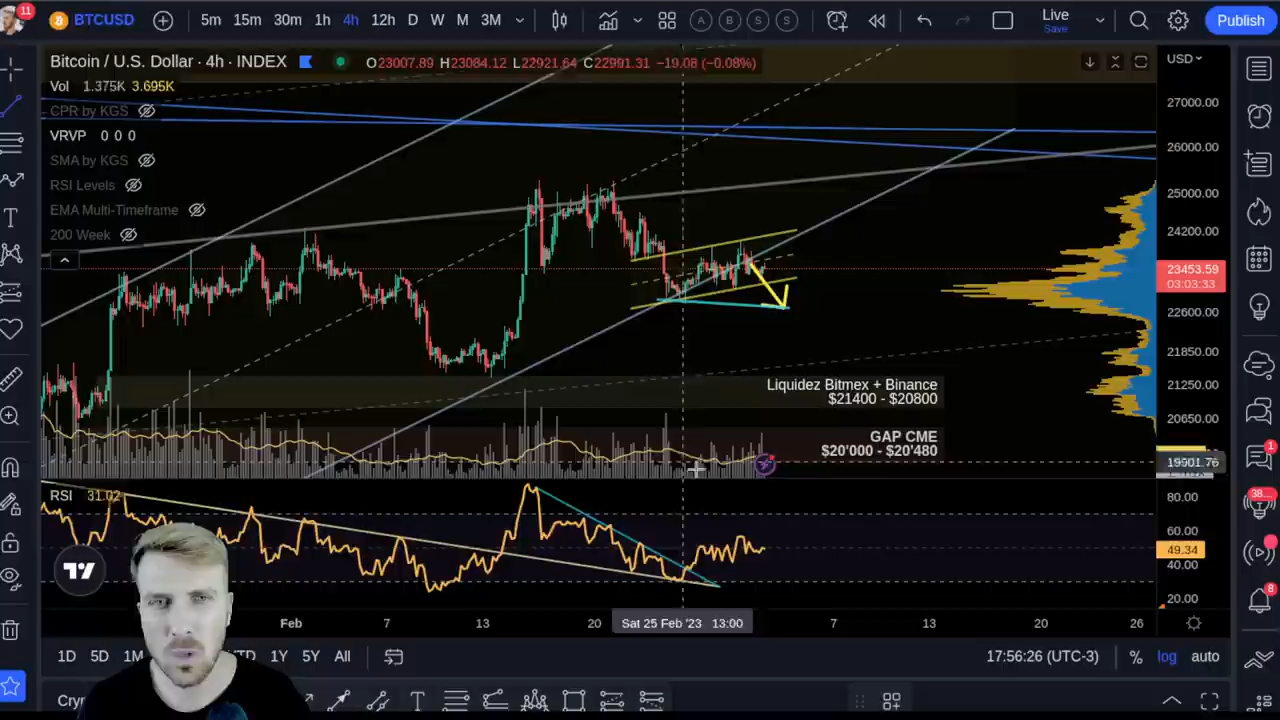 11
BTCUSD
5m 15m 30m 1h 4h 12h D W M 3M
A B S S
Live
Save
Publish
Bitcoin / U.S. Dollar · 4h · INDEX
O23007.89 H23084.12 L22921.64 C22991.31 −19.08 (−0.08%)
USD
Vol 1.375K 3.695K
CPR by KGS
VRVP 0 0 0
SMA by KGS
RSI Levels
EMA Multi-Timeframe
200 Week
27000.00
26000.00
25000.00
24200.00
23453.59
03:03:33
22600.00
21850.00
21250.00
20650.00
19901.76
Liquidez Bitmex + Binance
$21400 - $20800
GAP CME
$20'000 - $20'480
RSI 31.02
80.00
60.00
49.34
40.00
20.00
1
38...
8
Feb 7 13 20 Sat 25 Feb '23 13:00 7 13 20 26
1D 5D 1M YTD 1Y 5Y All
17:56:26 (UTC-3)
% log auto
T